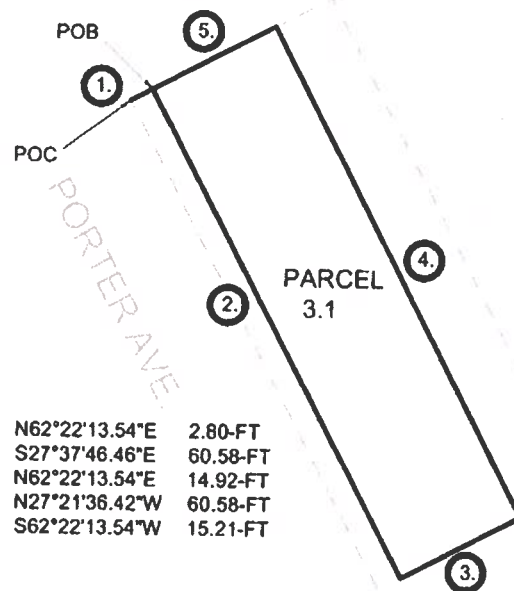 POB
5.
1.
POC
PORTER AVE.
2.
PARCEL
3.1
4.
N62°22'13.54"E 2.80-FT
S27°37'46.46"E 60.58-FT
N62°22'13.54"E 14.92-FT
N27°21'36.42"W 60.58-FT
S62°22'13.54"W 15.21-FT
3.